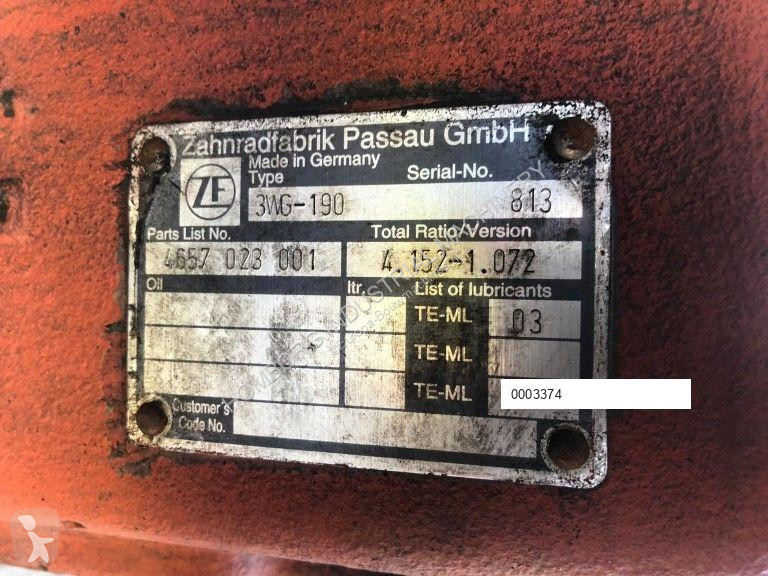 Zahnradfabrik Passau GmbH
Made in Germany
ZF
Type Serial-No.
3WG-190 813
Parts List No. Total Ratio/Version
4657 023 001 4.152-1.072
Oil ltr. List of lubricants
TE-ML 03
TE-ML
TE-ML 0003374
Customer's
Code No.